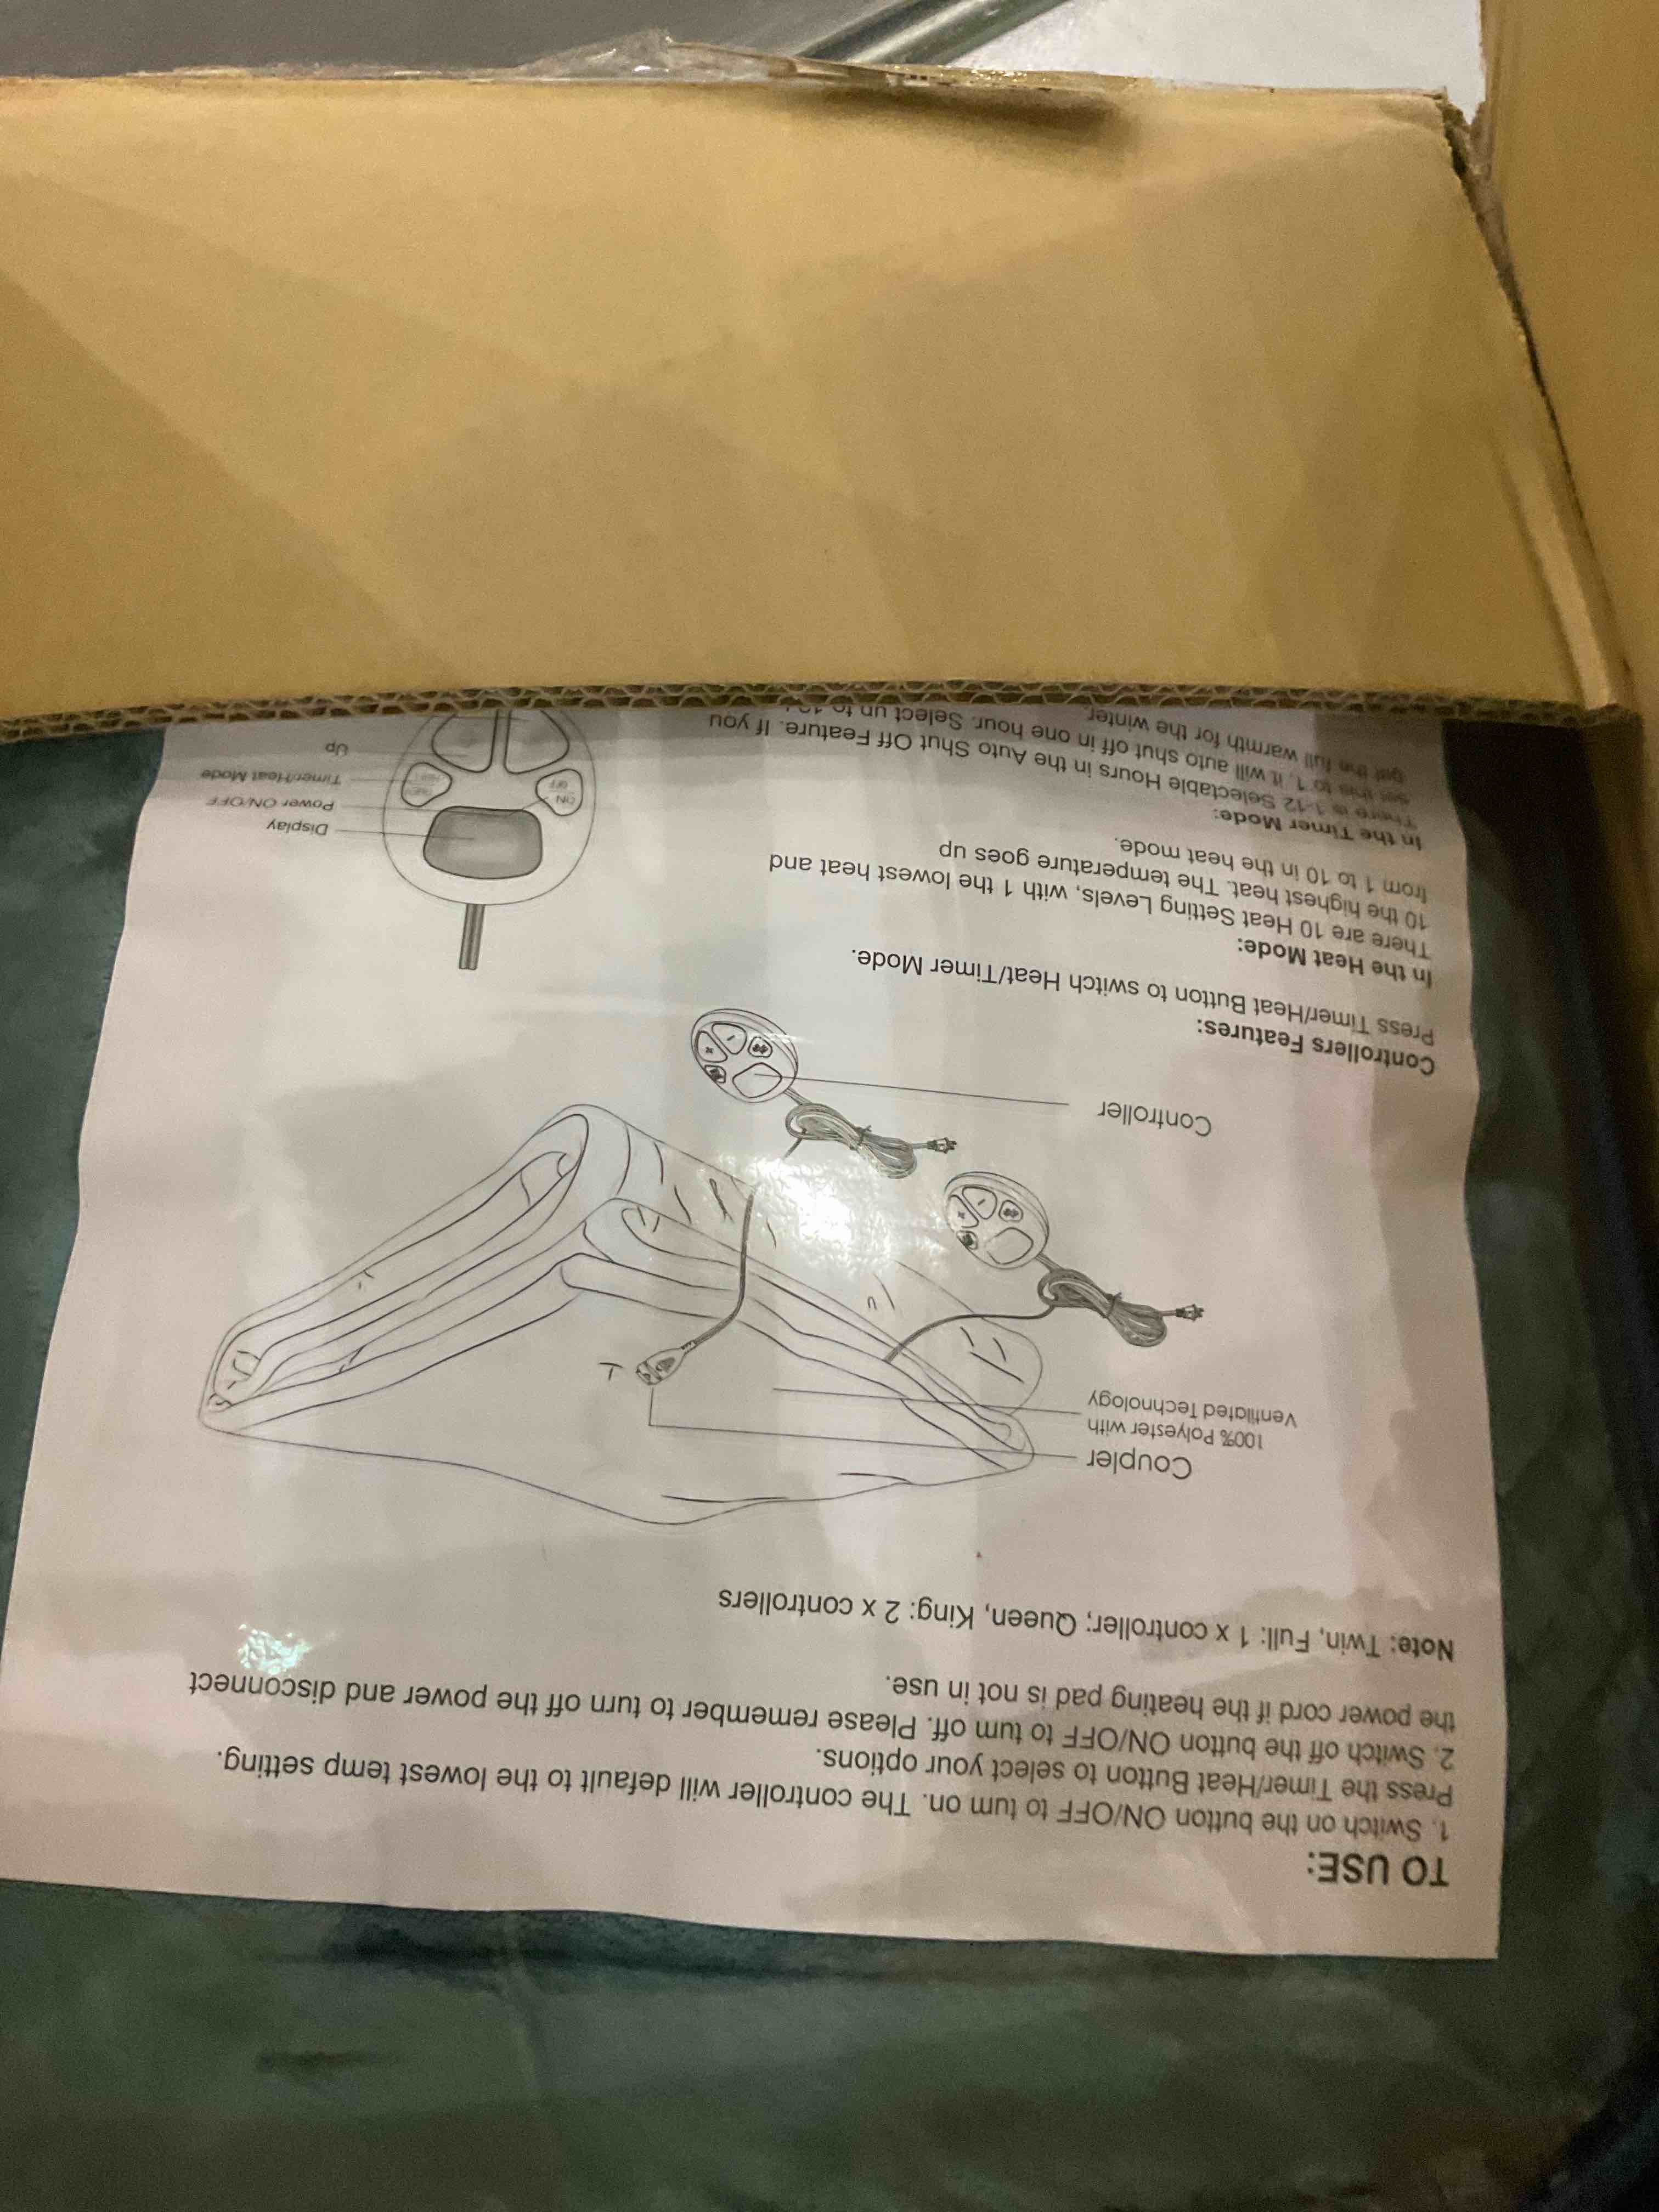 TO USE:
1. Switch on the button ON/OFF to turn on. The controller will default to the lowest temp setting.
Press the Timer/Heat Button to select your options.
2. Switch off the button ON/OFF to turn off. Please remember to turn off the power and disconnect
the power cord if the heating pad is not in use.
Note: Twin, Full: 1 x controller; Queen, King: 2 x controllers
Coupler
100% Polyester with
Ventilated Technology
Controller
Controllers Features:
Press Timer/Heat Button to switch Heat/Timer Mode.
In the Heat Mode:
There are 10 Heat Setting Levels, with 1 the lowest heat and
10 the highest heat. The temperature goes up
from 1 to 10 in the heat mode.
In the Timer Mode:
There is 1-12 Selectable Hours in the Auto Shut Off Feature. If you
set this to 1, it will auto shut off in one hour. Select up to
get the full warmth for the winter
Display
Power ON/OFF
Timer/Heat Mode
Up
ON
OFF